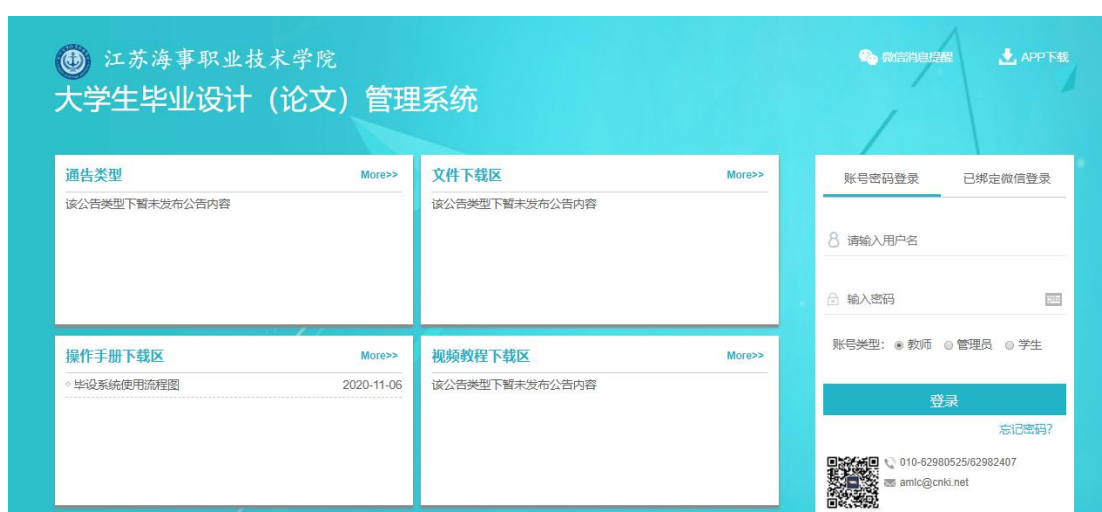 江苏海事职业技术学院
微信消息提醒
APP下载
大学生毕业设计（论文）管理系统
通告类型
More>>
该公告类型下暂未发布公告内容
文件下载区
More>>
该公告类型下暂未发布公告内容
操作手册下载区
More>>
毕设系统使用流程图
2020-11-06
视频教程下载区
More>>
该公告类型下暂未发布公告内容
账号密码登录
已绑定微信登录
请输入用户名
输入密码
账号类型： 教师 管理员 学生
登录
忘记密码?
010-62980525/62982407
amlc@cnki.net